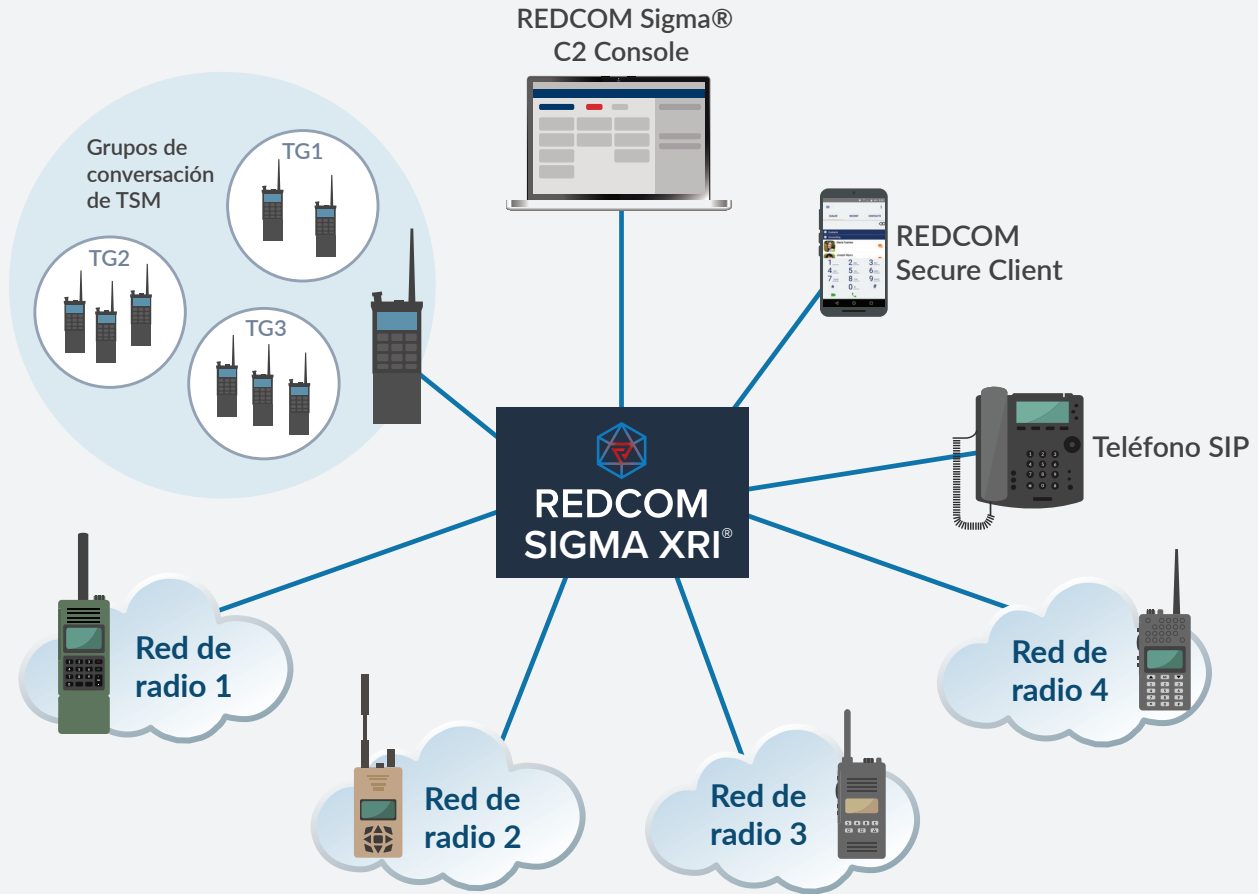 REDCOM Sigma®
C2 Console
Grupos de
conversación
de TSM
TG1
TG2
TG3
REDCOM
Secure Client
Teléfono SIP
REDCOM
SIGMA XRI®
Red de
radio 1
Red de
radio 2
Red de
radio 3
Red de
radio 4